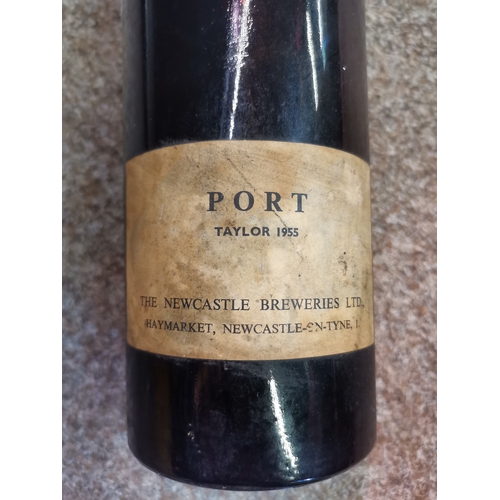 PORT
TAYLOR 1955
THE NEWCASTLE BREWERIES LTD.,
HAYMARKET, NEWCASTLE-ON-TYNE, 1.